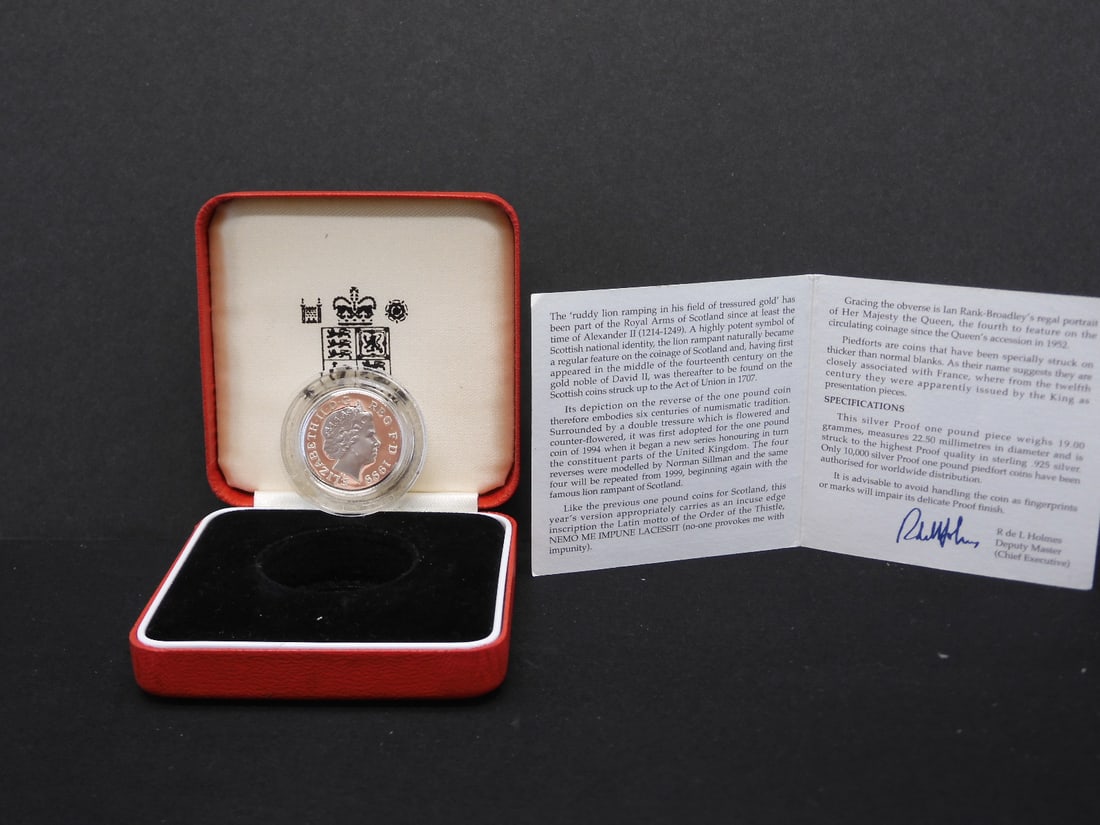 ELIZABETH II D G REG F D 1999
The 'ruddy lion ramping in his field of tressured gold' has
been part of the Royal Arms of Scotland since at least the
time of Alexander II (1214-1249). A highly potent symbol of
Scottish national identity, the lion rampant naturally became
a regular feature on the coinage of Scotland and, having first
appeared in the middle of the fourteenth century on the
gold noble of David II, was thereafter to be found on the
Scottish coins struck up to the Act of Union in 1707.
Its depiction on the reverse of the one pound coin
therefore embodies six centuries of numismatic tradition.
Surrounded by a double tressure which is flowered and
counter-flowered, it was first adopted for the one pound
coin of 1994 when it began a new series honouring in turn
the constituent parts of the United Kingdom. The four
reverses were modelled by Norman Sillman and the same
four will be repeated from 1999, beginning again with the
famous lion rampant of Scotland.
Like the previous one pound coins for Scotland, this
year's version appropriately carries as an incuse edge
inscription the Latin motto of the Order of the Thistle,
NEMO ME IMPUNE LACESSIT (no-one provokes me with
impunity).
Gracing the obverse is Ian Rank-Broadley's regal portrait
of Her Majesty the Queen, the fourth to feature on the
circulating coinage since the Queen's accession in 1952.
Piedforts are coins that have been specially struck on
thicker than normal blanks. As their name suggests they are
closely associated with France, where from the twelfth
century they were apparently issued by the King as
presentation pieces.
SPECIFICATIONS
This silver Proof one pound piece weighs 19.00
grammes, measures 22.50 millimetres in diameter and is
struck to the highest Proof quality in sterling .925 silver.
Only 10,000 silver Proof one pound piedfort coins have been
authorised for worldwide distribution.
It is advisable to avoid handling the coin as fingerprints
or marks will impair its delicate Proof finish.
R de L Holmes
Deputy Master
(Chief Executive)